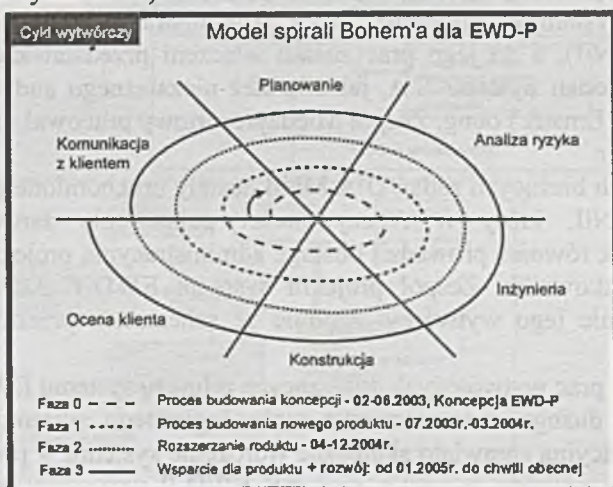 Cykl wytwórczy
Model spirali Bohem'a dla EWD-P
Planowanie
Komunikacja
z klientem
Analiza ryzyka
Inżynieria
Ocena klienta
Konstrukcja
Faza 0 Proces budowania koncepcji - 02-06.2003, Koncepcja EWD-P
Faza 1 Proces budowania nowego produktu - 07.2003r.-03.2004r.
Faza 2 Rozszerzanie roduktu - 04-12.2004r.
Faza 3 Wsparcie dla produktu + rozwój: od 01.2005r. do chwili obecnej